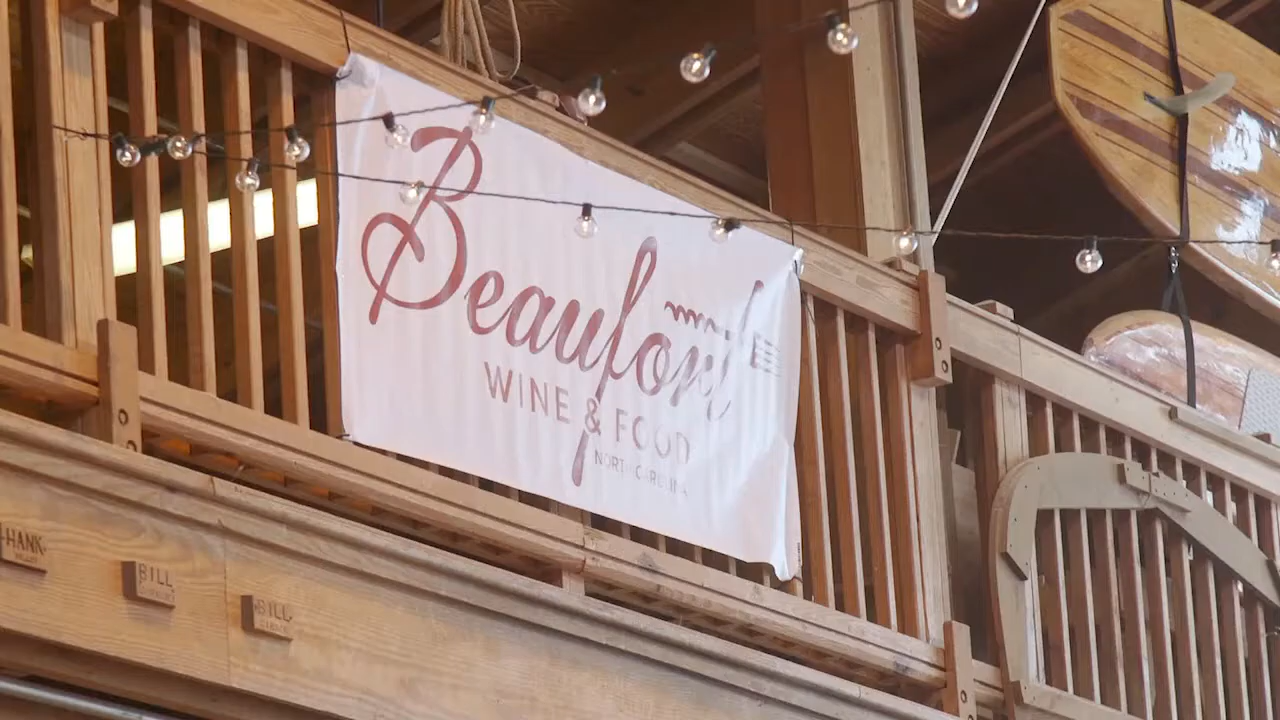 Beaufort
WINE & FOOD
NORTH CAROLINA
HANK
BILL
BILL